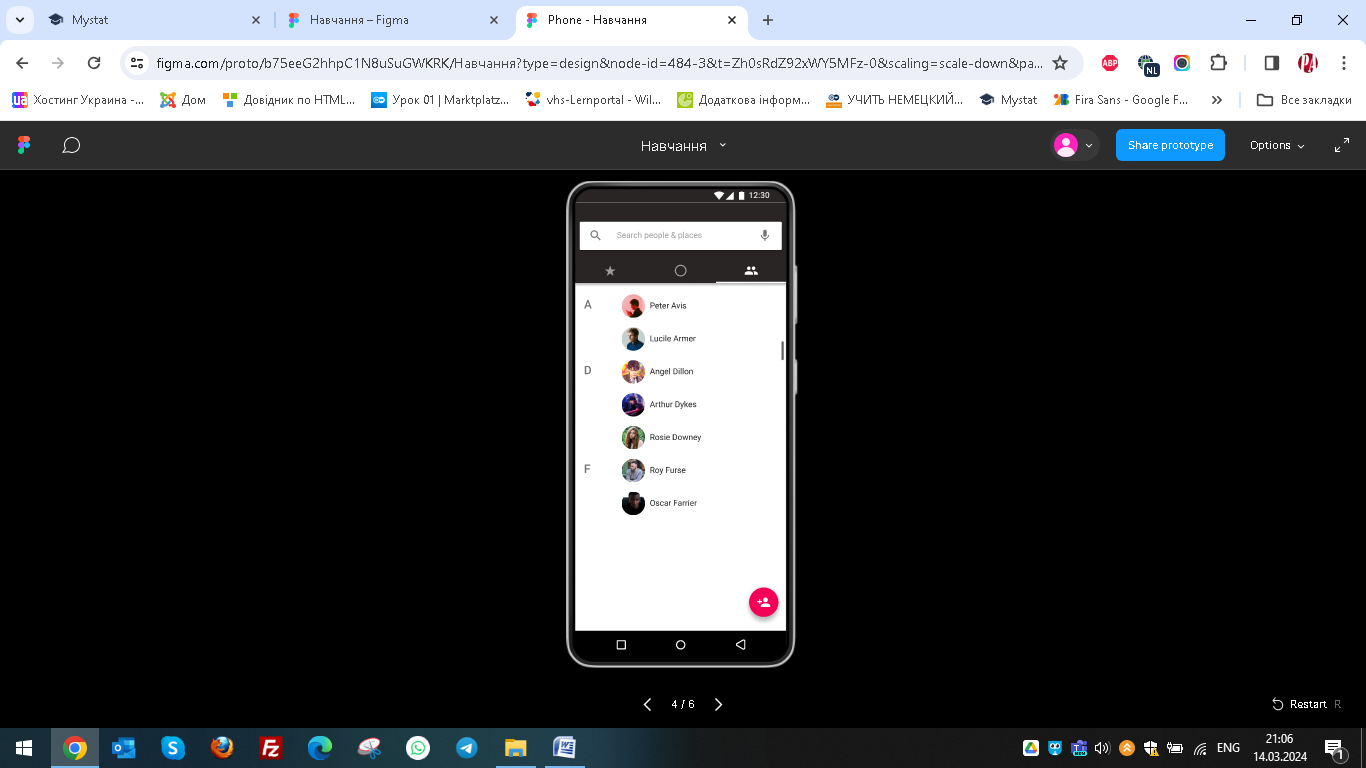 Mystat
Навчання – Figma
Phone - Навчання
figma.com/proto/b75eeG2hhpC1N8uSuGWKRK/Навчання?type=design&node-id=484-3&t=Zh0sRdZ92xWY5MFz-0&scaling=scale-down&pa...
ABP
NL
Хостинг Украина -...
Дом
Довідник по HTML...
Урок 01 | Marktplatz...
vhs-Lernportal - Wil...
Додаткова інформ...
УЧИТЬ НЕМЕЦКИЙ...
Mystat
Fira Sans - Google F...
Все закладки
Навчання
Share prototype
Options
12:30
Search people & places
A
Peter Avis
Lucile Armer
D
Angel Dillon
Arthur Dykes
Rosie Downey
F
Roy Furse
Oscar Farrier
4 / 6
Restart R
ENG
21:06
14.03.2024
1